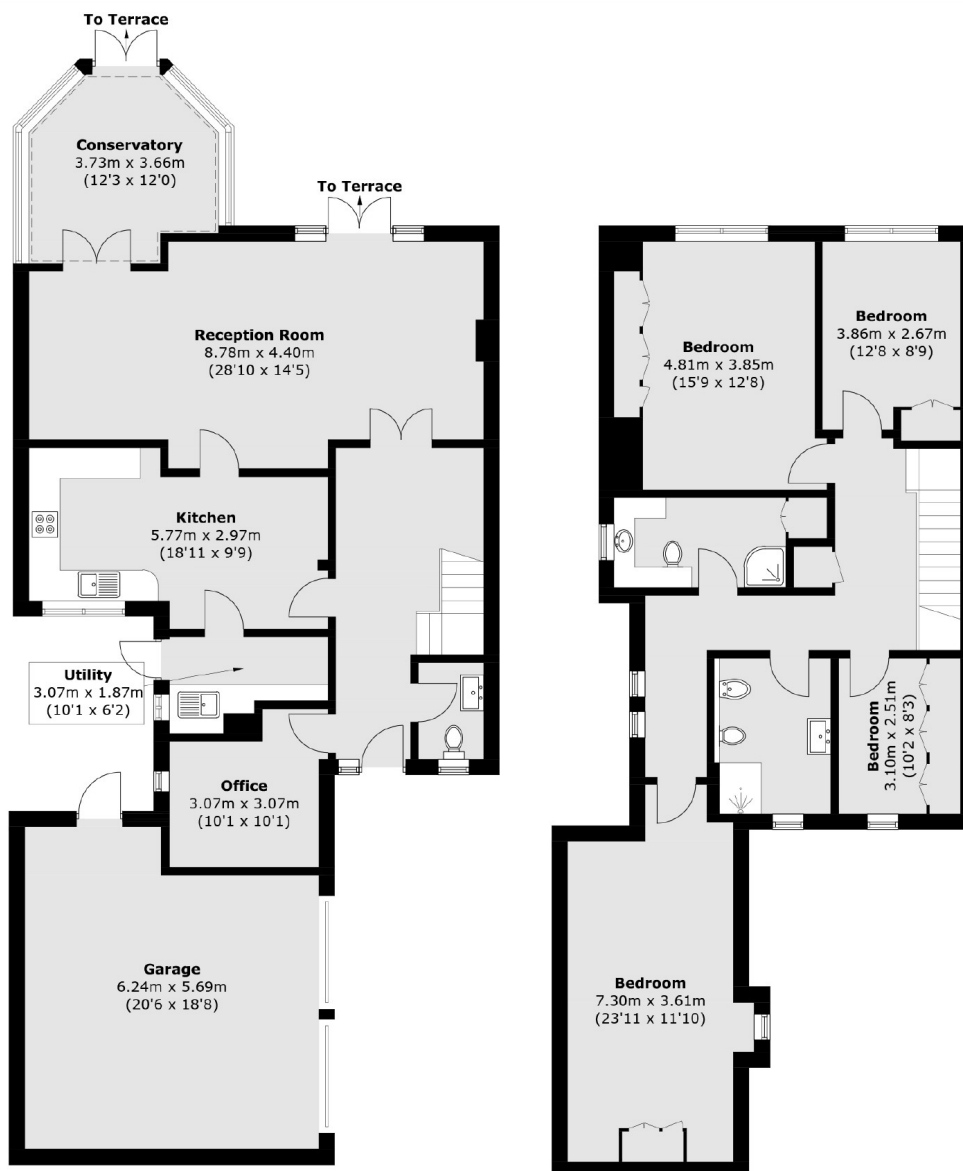 To Terrace
Conservatory
3.73m x 3.66m
(12'3 x 12'0)
To Terrace
Reception Room
8.78m x 4.40m
(28'10 x 14'5)
Kitchen
5.77m x 2.97m
(18'11 x 9'9)
Utility
3.07m x 1.87m
(10'1 x 6'2)
Office
3.07m x 3.07m
(10'1 x 10'1)
Garage
6.24m x 5.69m
(20'6 x 18'8)
Bedroom
4.81m x 3.85m
(15'9 x 12'8)
Bedroom
3.86m x 2.67m
(12'8 x 8'9)
Bedroom
3.10m x 2.51m
(10'2 x 8'3)
Bedroom
7.30m x 3.61m
(23'11 x 11'10)